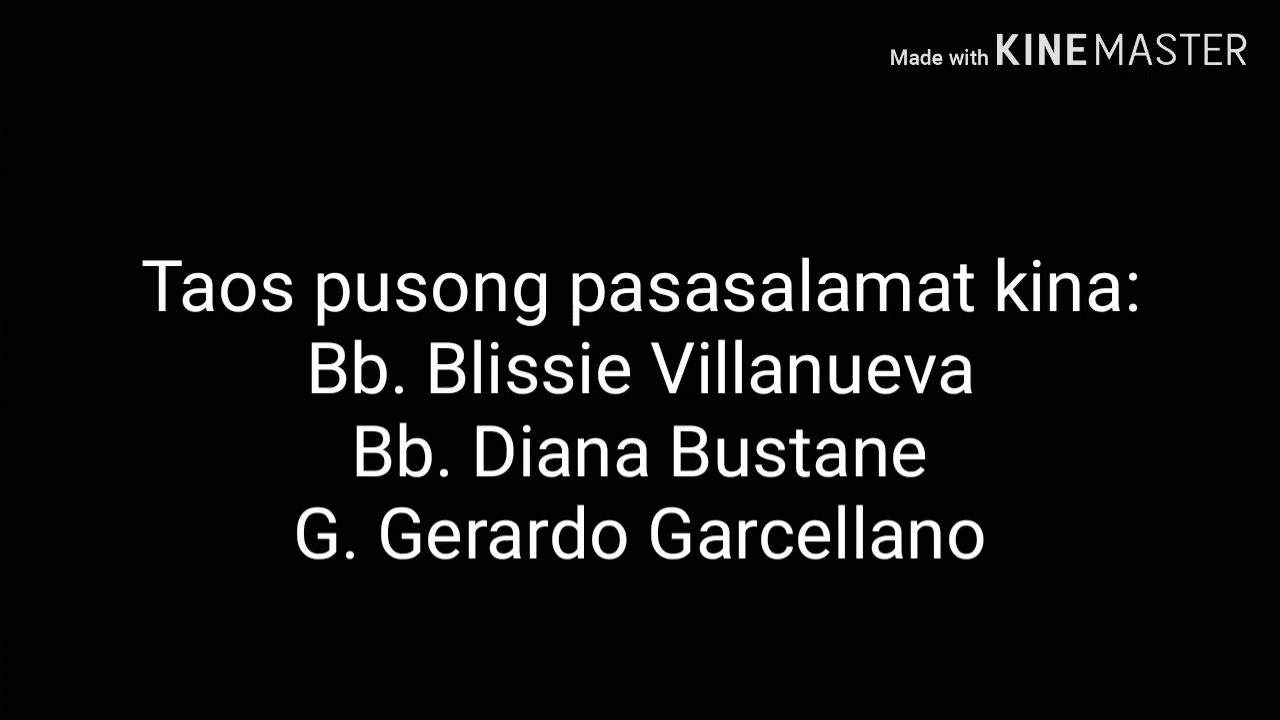 Made with KINEMASTER
Taos pusong pasasalamat kina:
Bb. Blissie Villanueva
Bb. Diana Bustane
G. Gerardo Garcellano